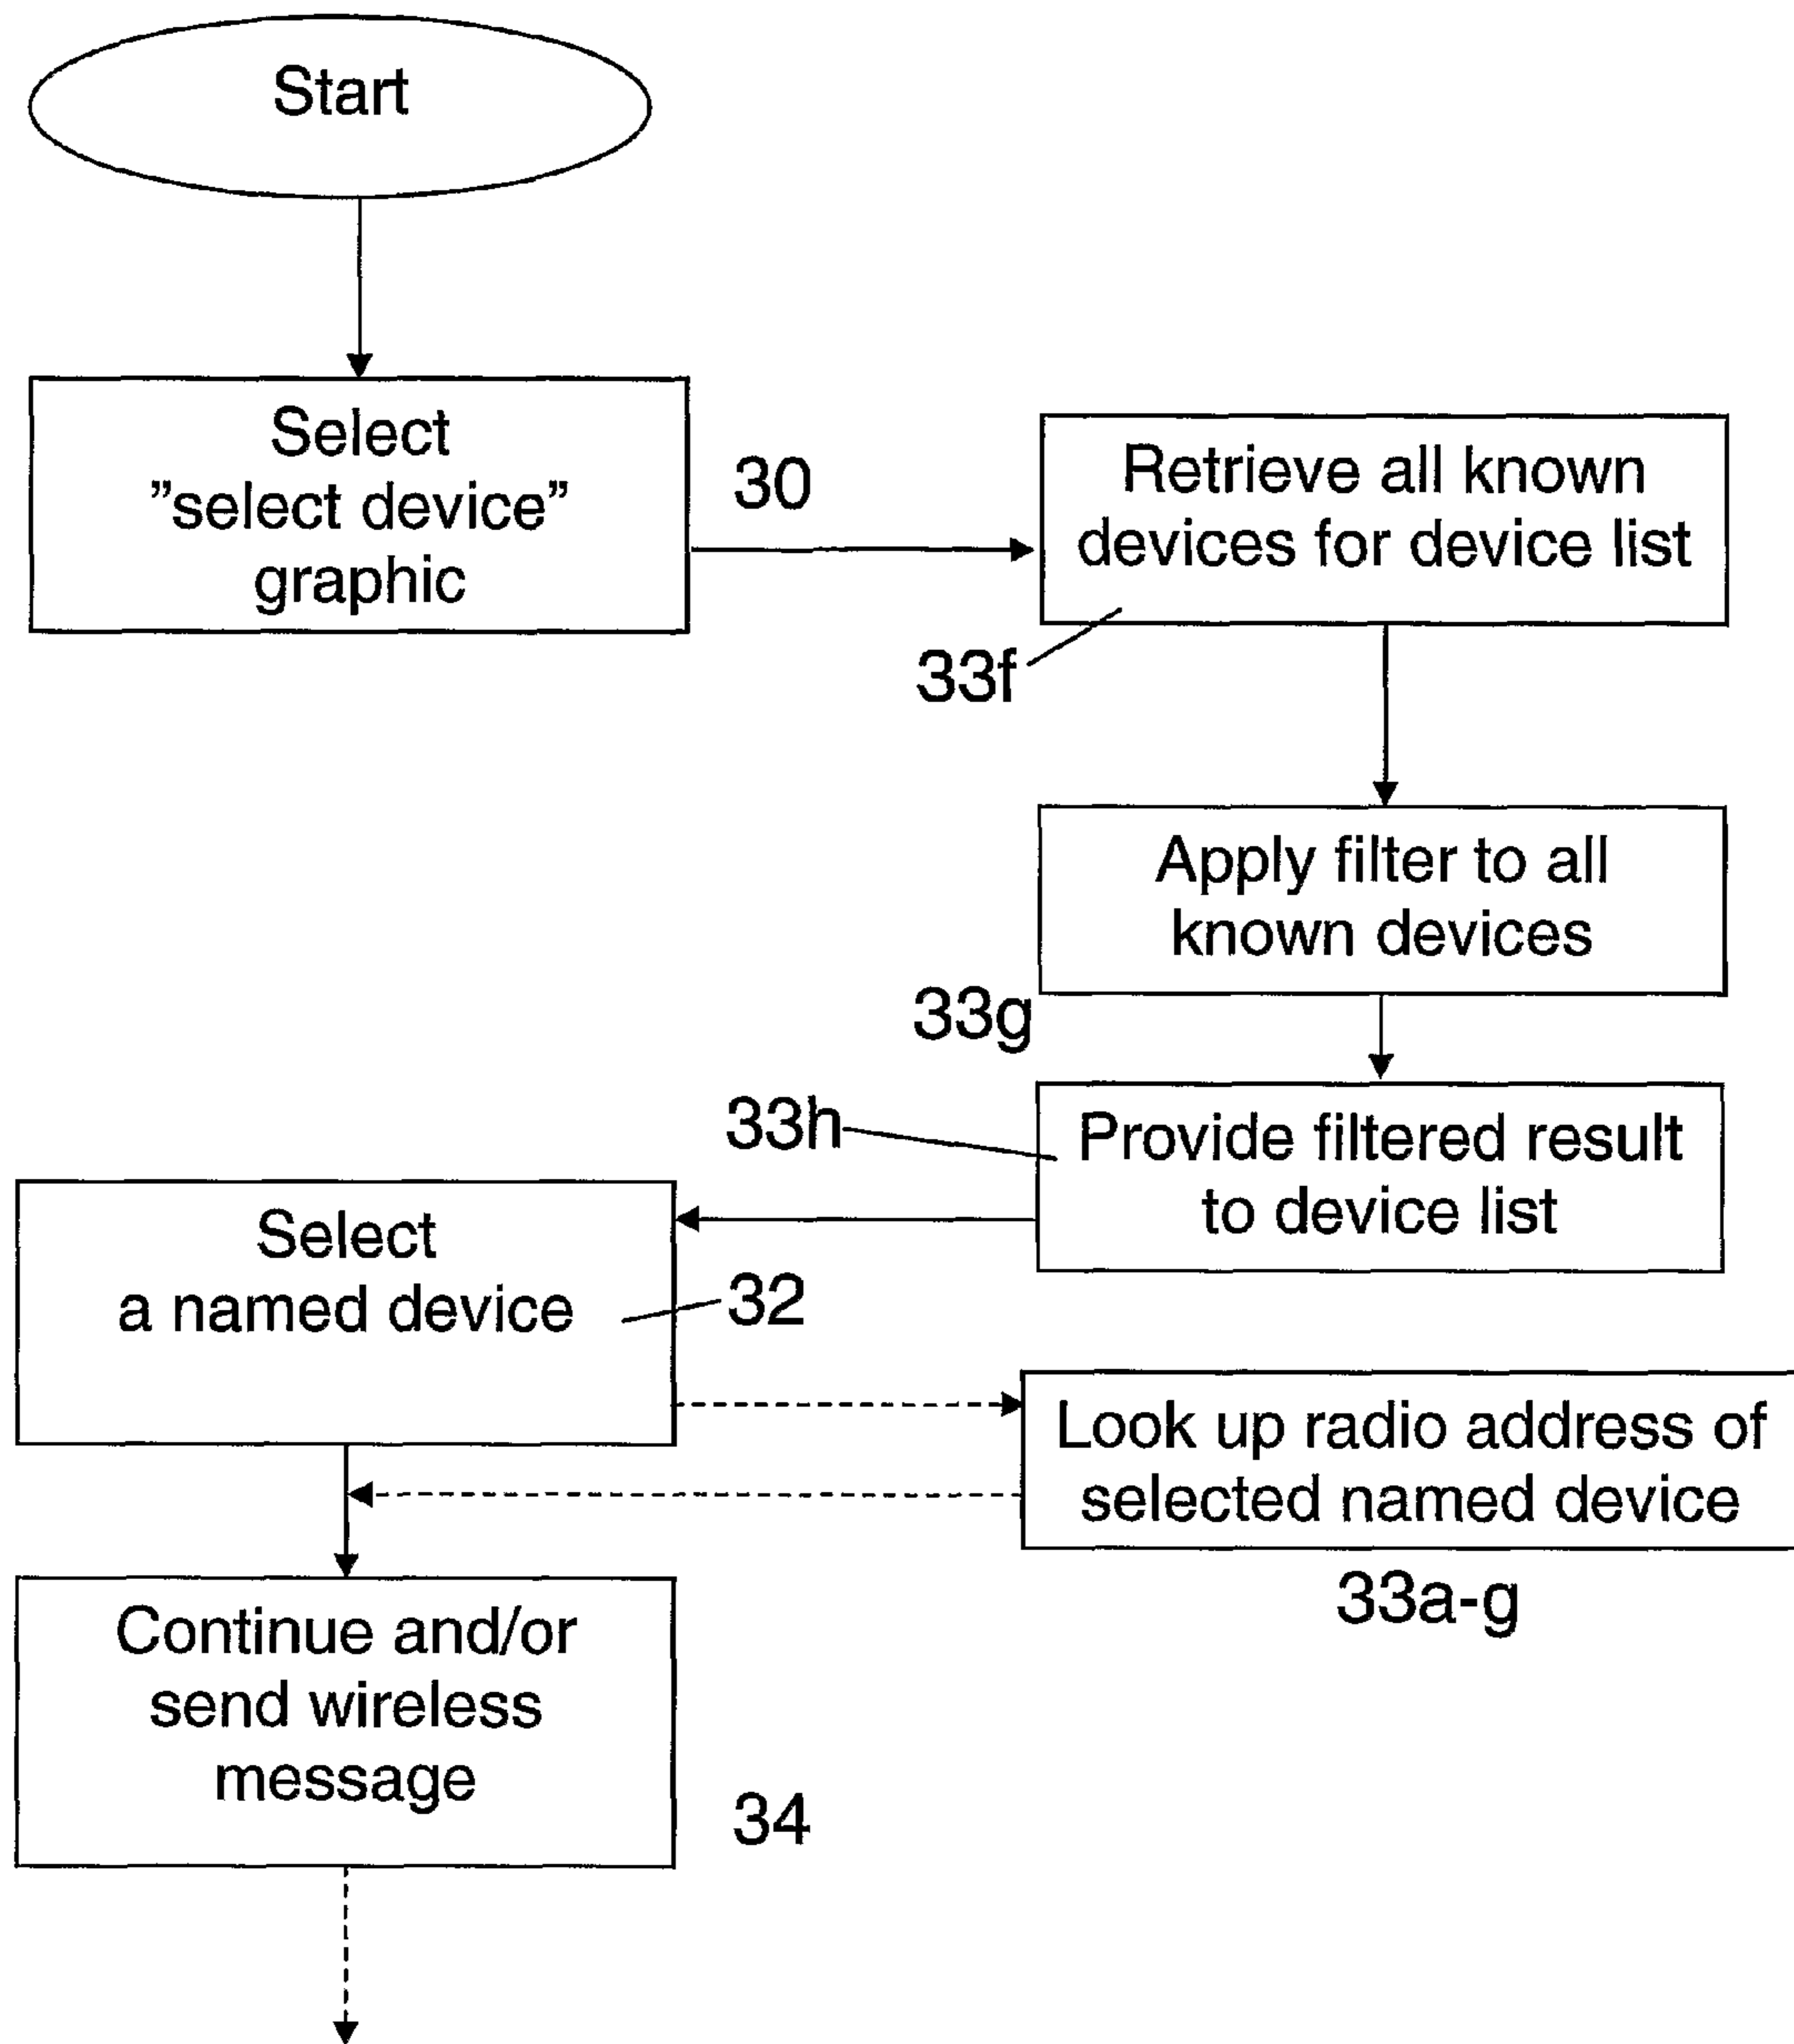 Start
Select
”select device”
graphic
30
Retrieve all known
devices for device list
33f
Apply filter to all
known devices
33g
33h
Provide filtered result
to device list
Select
a named device
32
Look up radio address of
selected named device
33a-g
Continue and/or
send wireless
message
34